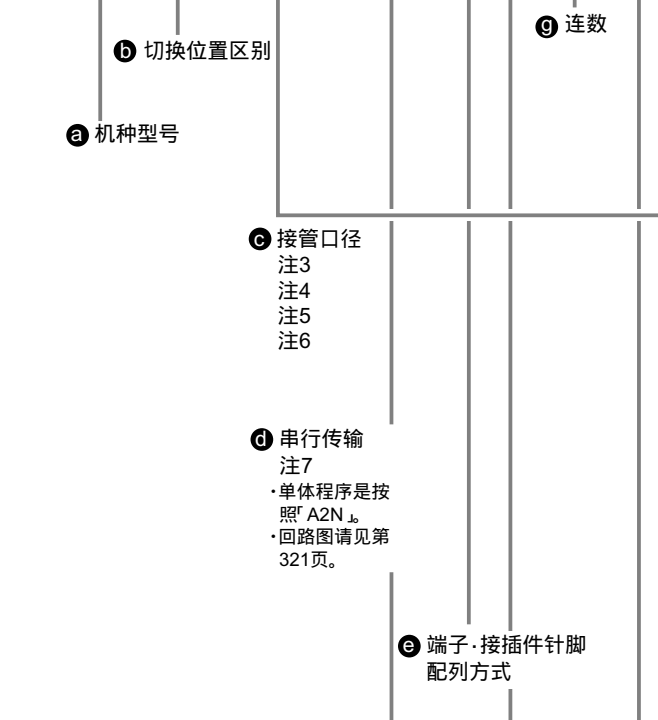 g 连数
b 切换位置区别
a 机种型号
c 接管口径
注3
注4
注5
注6
d 串行传输
注7
·单体程序是按
照「A2N」。
·回路图请见第
321页。
e 端子·接插件针脚
配列方式